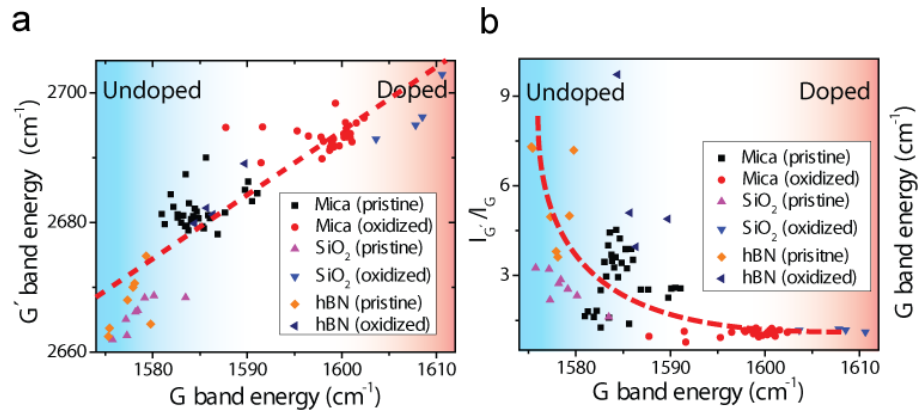 a
G′ band energy (cm⁻¹)
2700
2680
2660
Undoped
Doped
Mica (pristine)
Mica (oxidized)
SiO₂ (pristine)
SiO₂ (oxidized)
hBN (pristine)
hBN (oxidized)
1580 1590 1600 1610
G band energy (cm⁻¹)
b
I_G′/I_G
9
6
3
Undoped
Doped
Mica (pristine)
Mica (oxidized)
SiO₂ (pristine)
SiO₂ (oxidized)
hBN (prisitne)
hBN (oxidized)
1580 1590 1600 1610
G band energy (cm⁻¹)
G band energy (cm⁻¹)